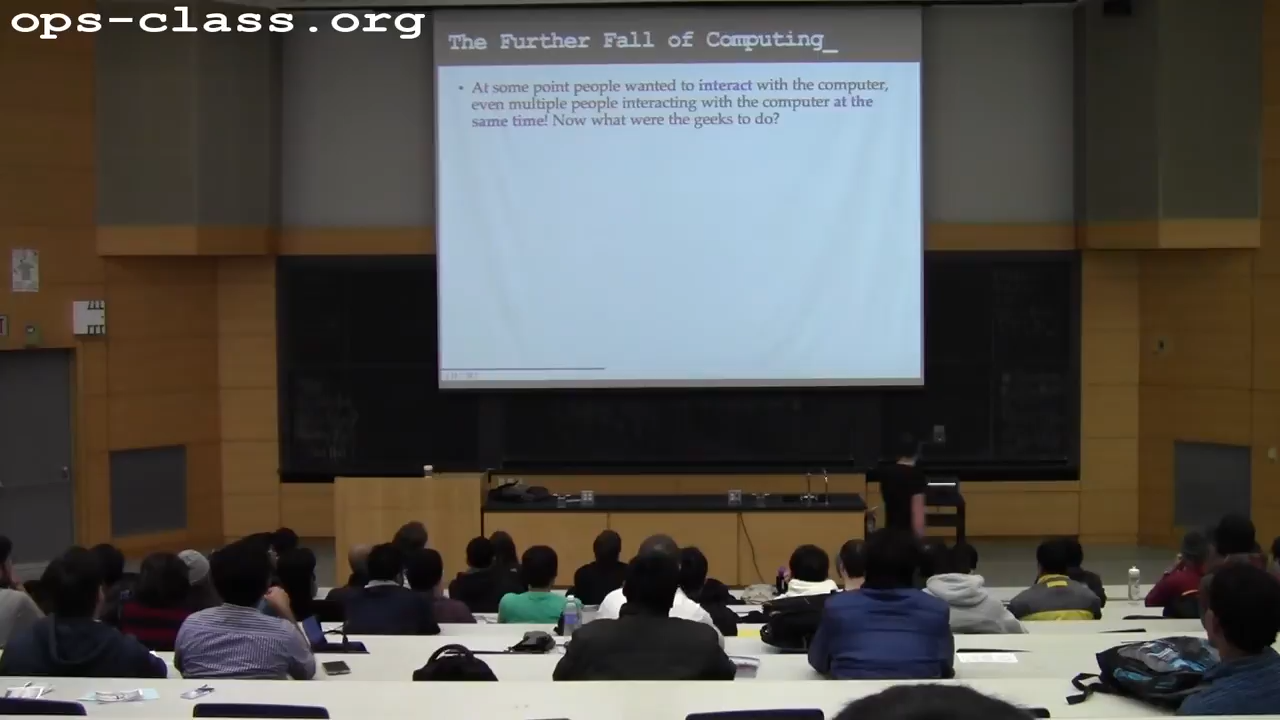 ops-class.org
The Further Fall of Computing_
• At some point people wanted to interact with the computer,
even multiple people interacting with the computer at the
same time! Now what were the geeks to do?